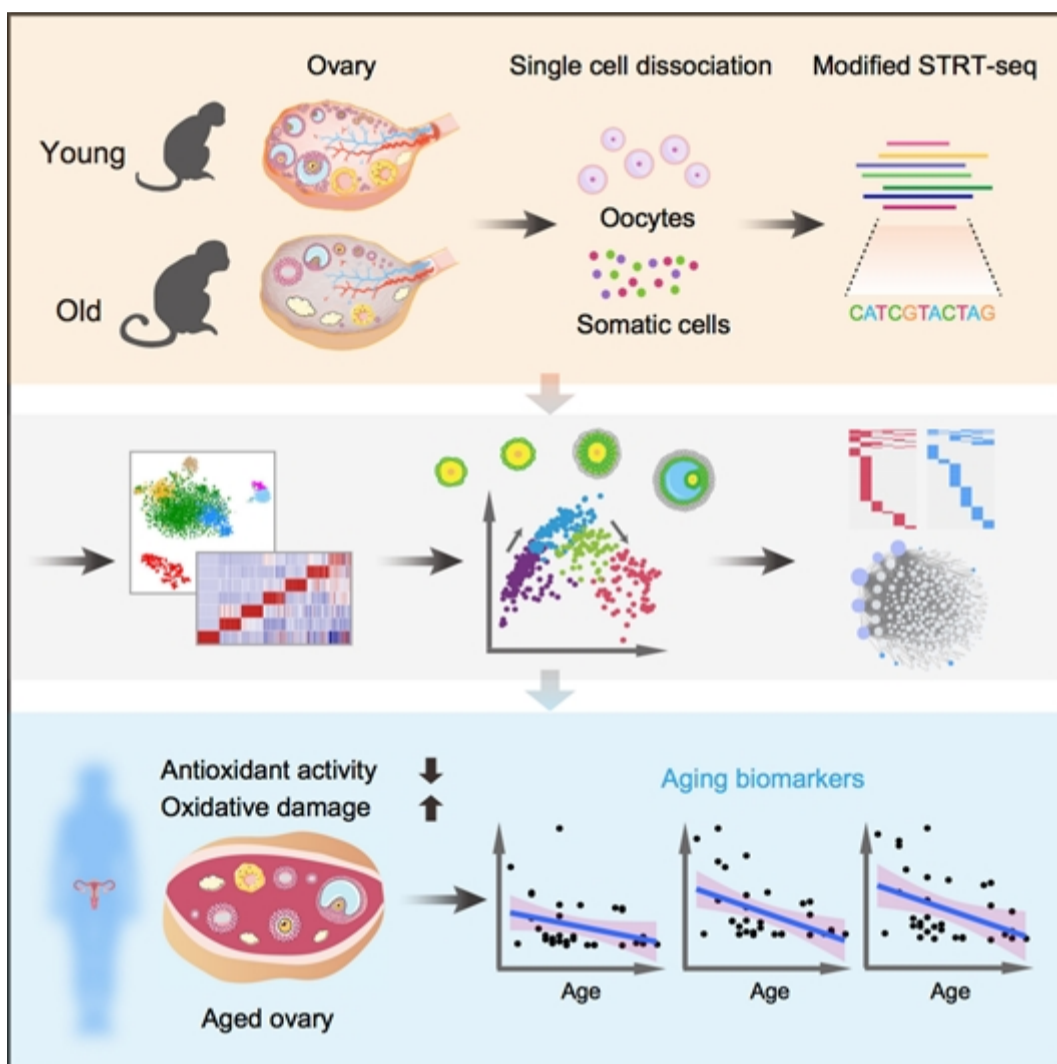 Ovary
Single cell dissociation
Modified STRT-seq
Young
Oocytes
Old
Somatic cells
CATCGTACTAG
Antioxidant activity
Oxidative damage
Aging biomarkers
Aged ovary
Age
Age
Age